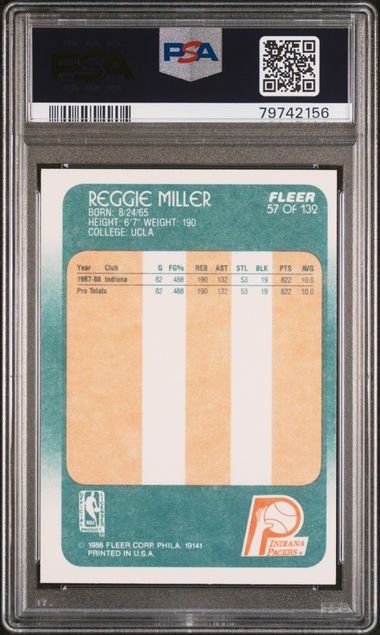 PSA
PSA
79742156
REGGIE MILLER
FLEER
57 OF 132
BORN: 8/24/65
HEIGHT: 6'7" WEIGHT: 190
COLLEGE: UCLA
Year Club G FG% REB AST STL BLK PTS AVG
1987-88 Indiana 82 .488 190 132 53 19 822 10.0
Pro Totals 82 .488 190 132 53 19 822 10.0
NBA
PRODUCT
INDIANA
PACERS
© 1988 FLEER CORP. PHILA. 19141
PRINTED IN U.S.A.